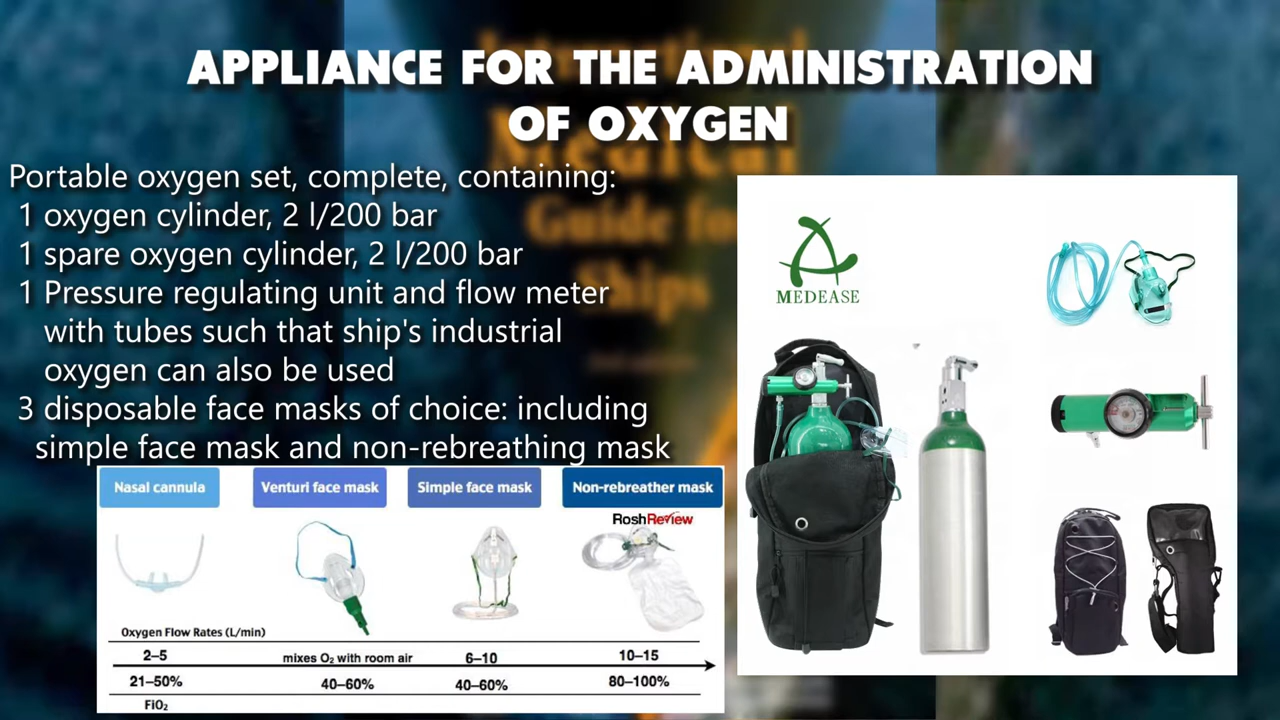 APPLIANCE FOR THE ADMINISTRATION
OF OXYGEN
Portable oxygen set, complete, containing:
1 oxygen cylinder, 2 l/200 bar
1 spare oxygen cylinder, 2 l/200 bar
1 Pressure regulating unit and flow meter
with tubes such that ship's industrial
oxygen can also be used
3 disposable face masks of choice: including
simple face mask and non-rebreathing mask
Medical
Guide fo
Ships
MEDEASE
Nasal cannula Venturi face mask Simple face mask Non-rebreather mask
RoshReview
Oxygen Flow Rates (L/min)
2–5 mixes O₂ with room air 6–10 10–15
21–50% 40–60% 40–60% 80–100%
FiO₂